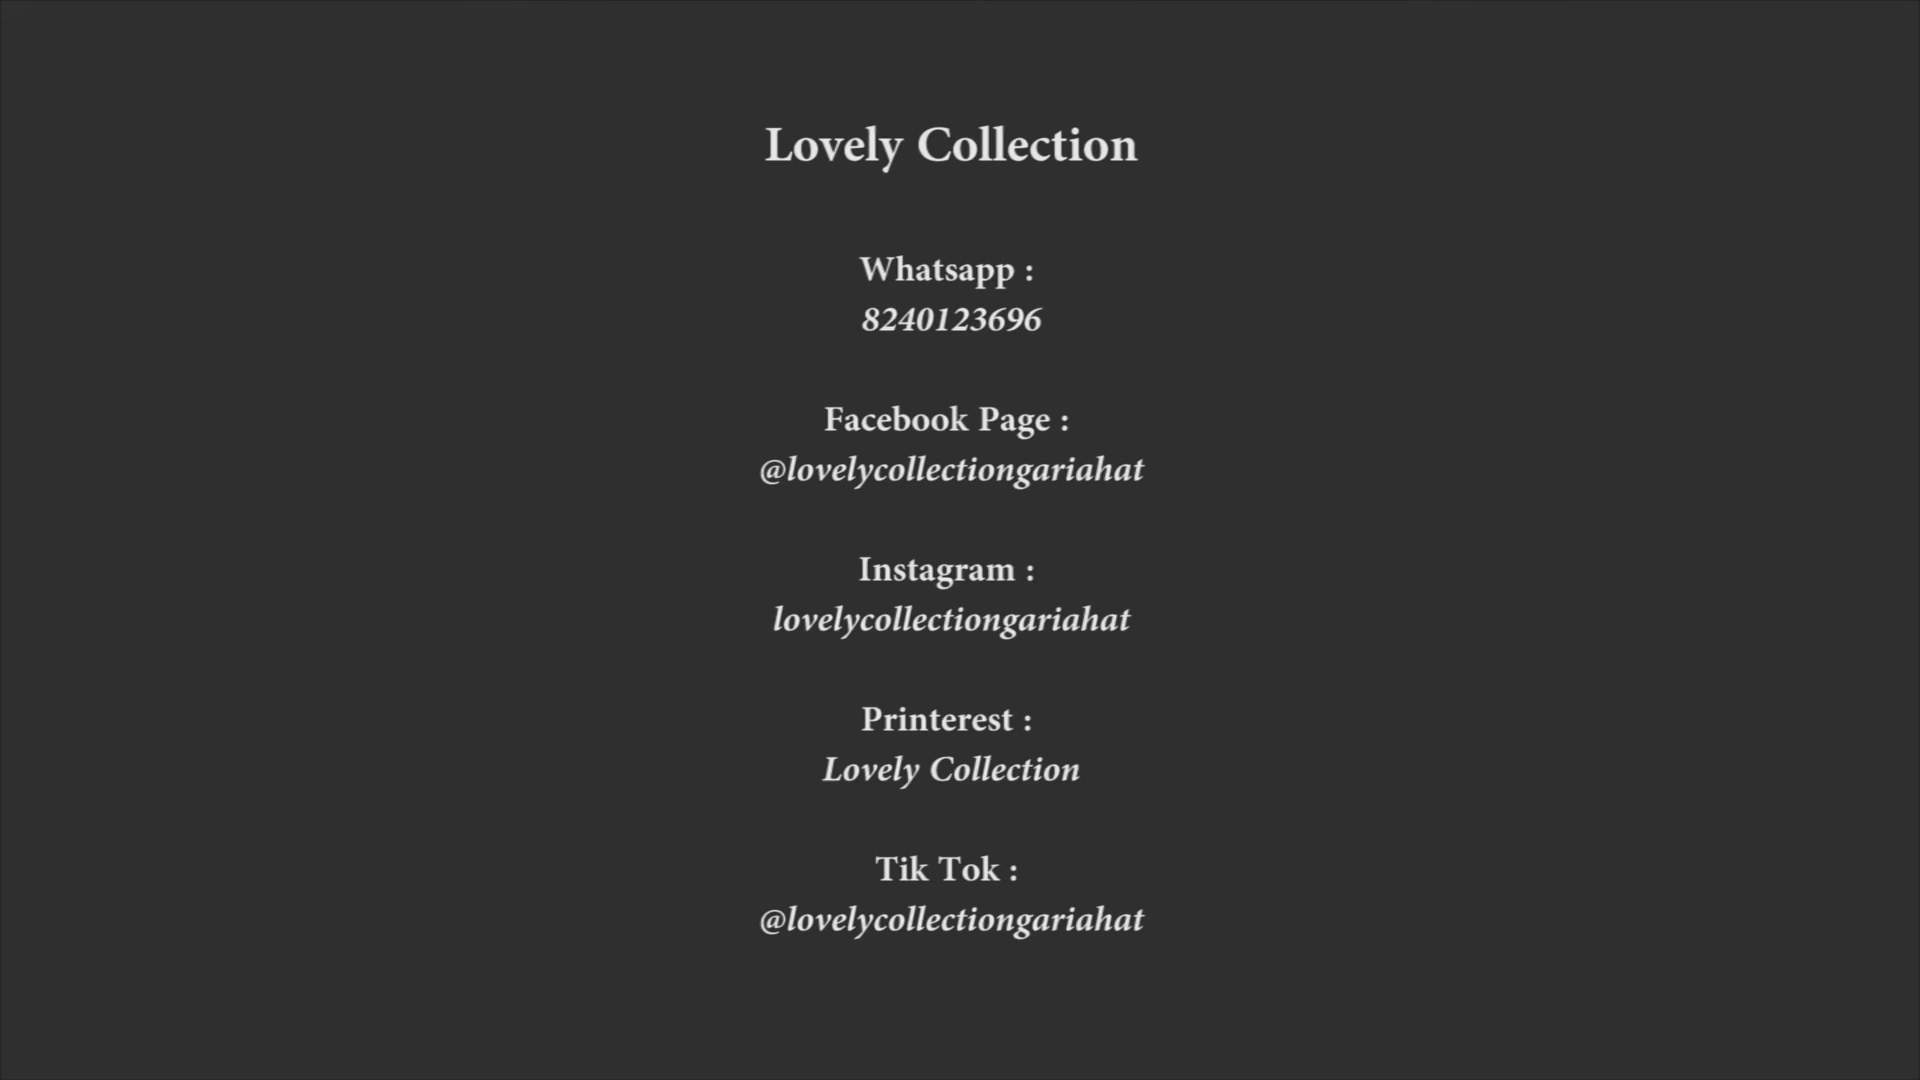 Lovely Collection
Whatsapp :
8240123696
Facebook Page :
@lovelycollectiongariahat
Instagram :
lovelycollectiongariahat
Printerest :
Lovely Collection
Tik Tok :
@lovelycollectiongariahat